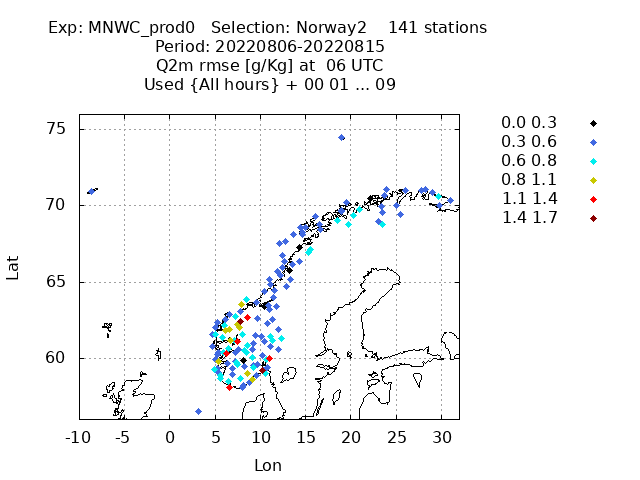 Exp: MNWC_prod0   Selection: Norway2    141 stations
Period: 20220806-20220815
Q2m rmse [g/Kg] at  06 UTC
Used {All hours} + 00 01 ... 09
75
70
65
60
Lat
-10 -5 0 5 10 15 20 25 30
Lon
0.0 0.3
0.3 0.6
0.6 0.8
0.8 1.1
1.1 1.4
1.4 1.7